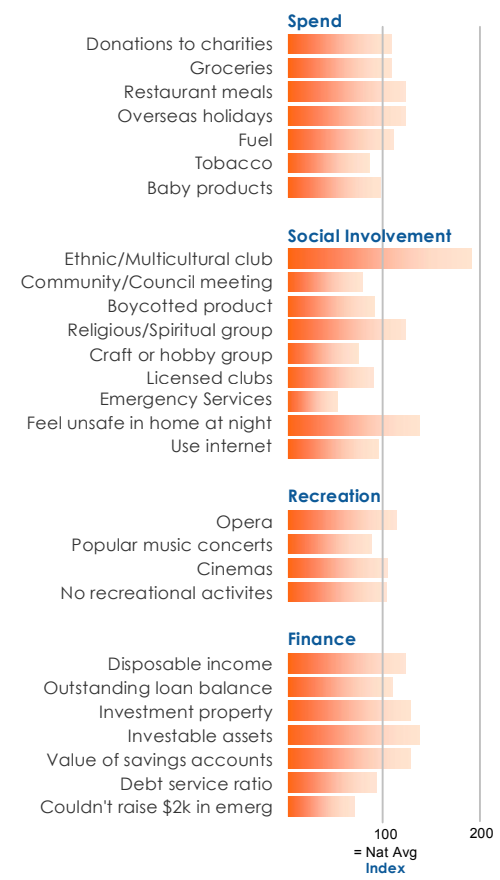 Spend
Donations to charities
Groceries
Restaurant meals
Overseas holidays
Fuel
Tobacco
Baby products
Social Involvement
Ethnic/Multicultural club
Community/Council meeting
Boycotted product
Religious/Spiritual group
Craft or hobby group
Licensed clubs
Emergency Services
Feel unsafe in home at night
Use internet
Recreation
Opera
Popular music concerts
Cinemas
No recreational activites
Finance
Disposable income
Outstanding loan balance
Investment property
Investable assets
Value of savings accounts
Debt service ratio
Couldn't raise $2k in emerg
100 200
= Nat Avg
Index